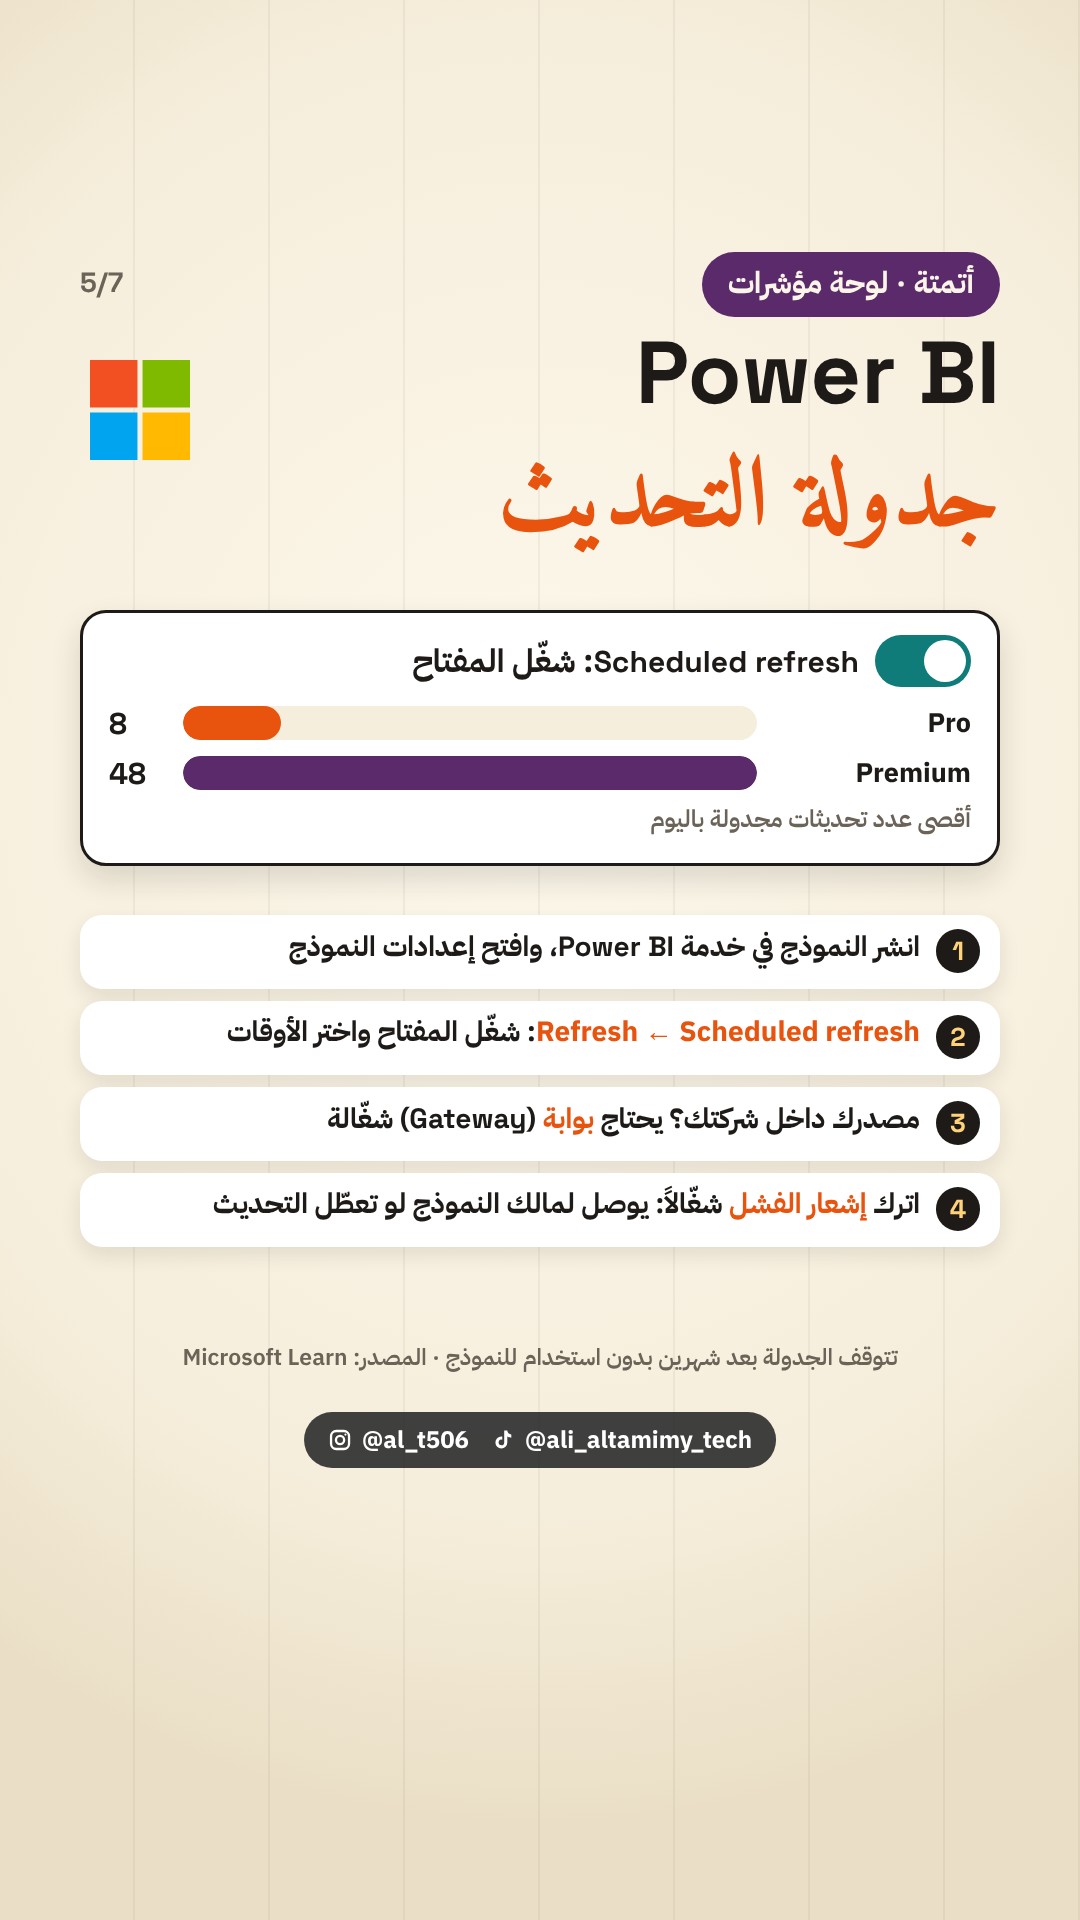 أتمتة · لوحة مؤشرات
5/7
Power BI
جدولة التحديث
Scheduled refresh: شغّل المفتاح
Pro 8
Premium 48
أقصى عدد تحديثات مجدولة باليوم
1 انشر النموذج في خدمة Power BI، وافتح إعدادات النموذج
2 Refresh ← Scheduled refresh: شغّل المفتاح واختر الأوقات
3 مصدرك داخل شركتك؟ يحتاج بوابة (Gateway) شغّالة
4 اترك إشعار الفشل شغّالاً: يوصل لمالك النموذج لو تعطّل التحديث
تتوقف الجدولة بعد شهرين بدون استخدام للنموذج · المصدر: Microsoft Learn
@al_t506 @ali_altamimy_tech